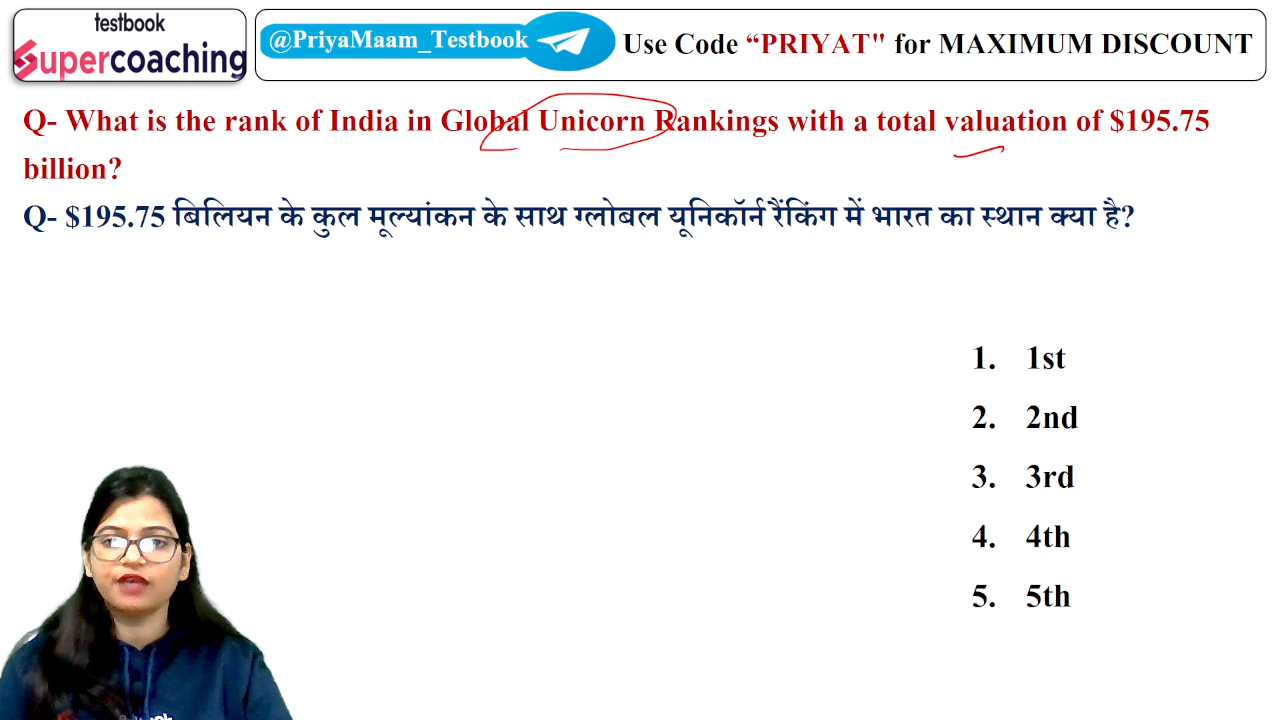 testbook
Supercoaching
@PriyaMaam_Testbook
Use Code “PRIYAT" for MAXIMUM DISCOUNT
Q- What is the rank of India in Global Unicorn Rankings with a total valuation of $195.75
billion?
Q- $195.75 बिलियन के कुल मूल्यांकन के साथ ग्लोबल यूनिकॉर्न रैंकिंग में भारत का स्थान क्या है?
1. 1st
2. 2nd
3. 3rd
4. 4th
5. 5th